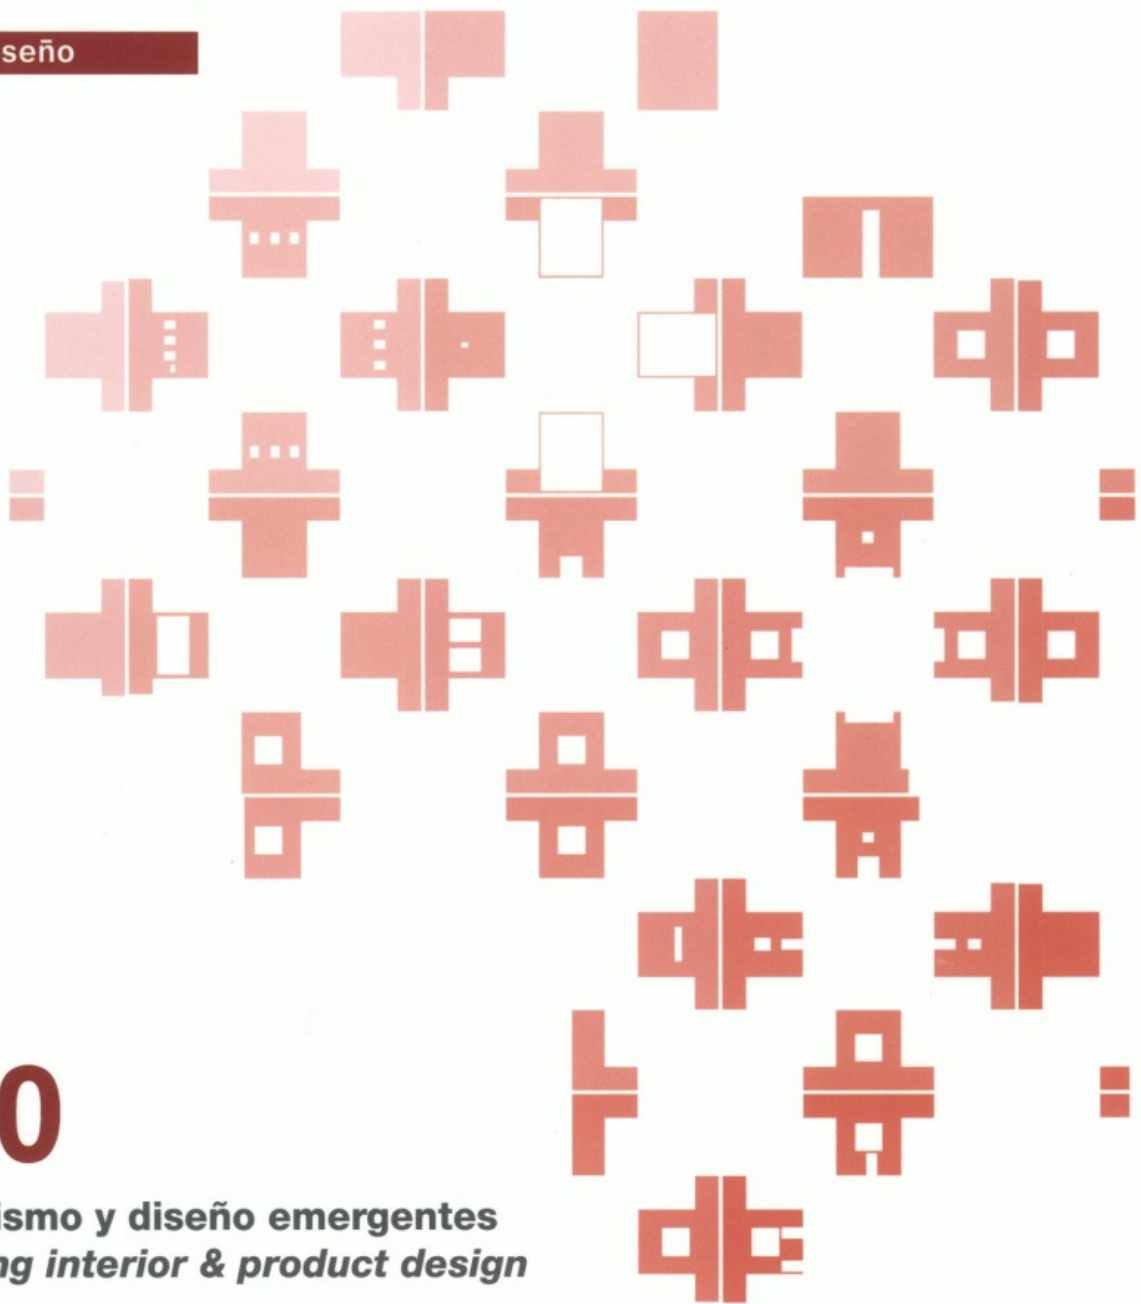 seño
0
ismo y diseño emergentes
ng interior & product design